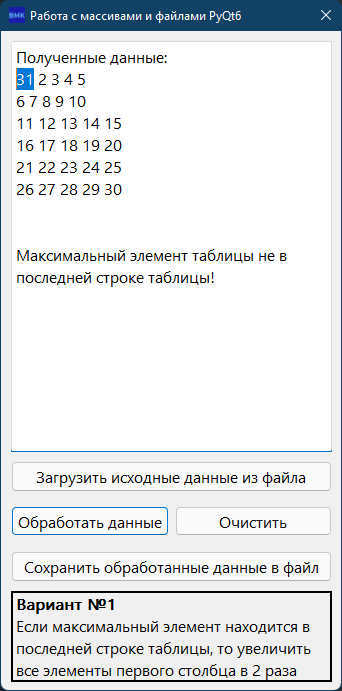 ВМК Работа с массивами и файлами PyQt6
Полученные данные:
31 2 3 4 5
6 7 8 9 10
11 12 13 14 15
16 17 18 19 20
21 22 23 24 25
26 27 28 29 30
Максимальный элемент таблицы не в
последней строке таблицы!
Загрузить исходные данные из файла
Обработать данные
Очистить
Сохранить обработанные данные в файл
Вариант №1
Если максимальный элемент находится в
последней строке таблицы, то увеличить
все элементы первого столбца в 2 раза